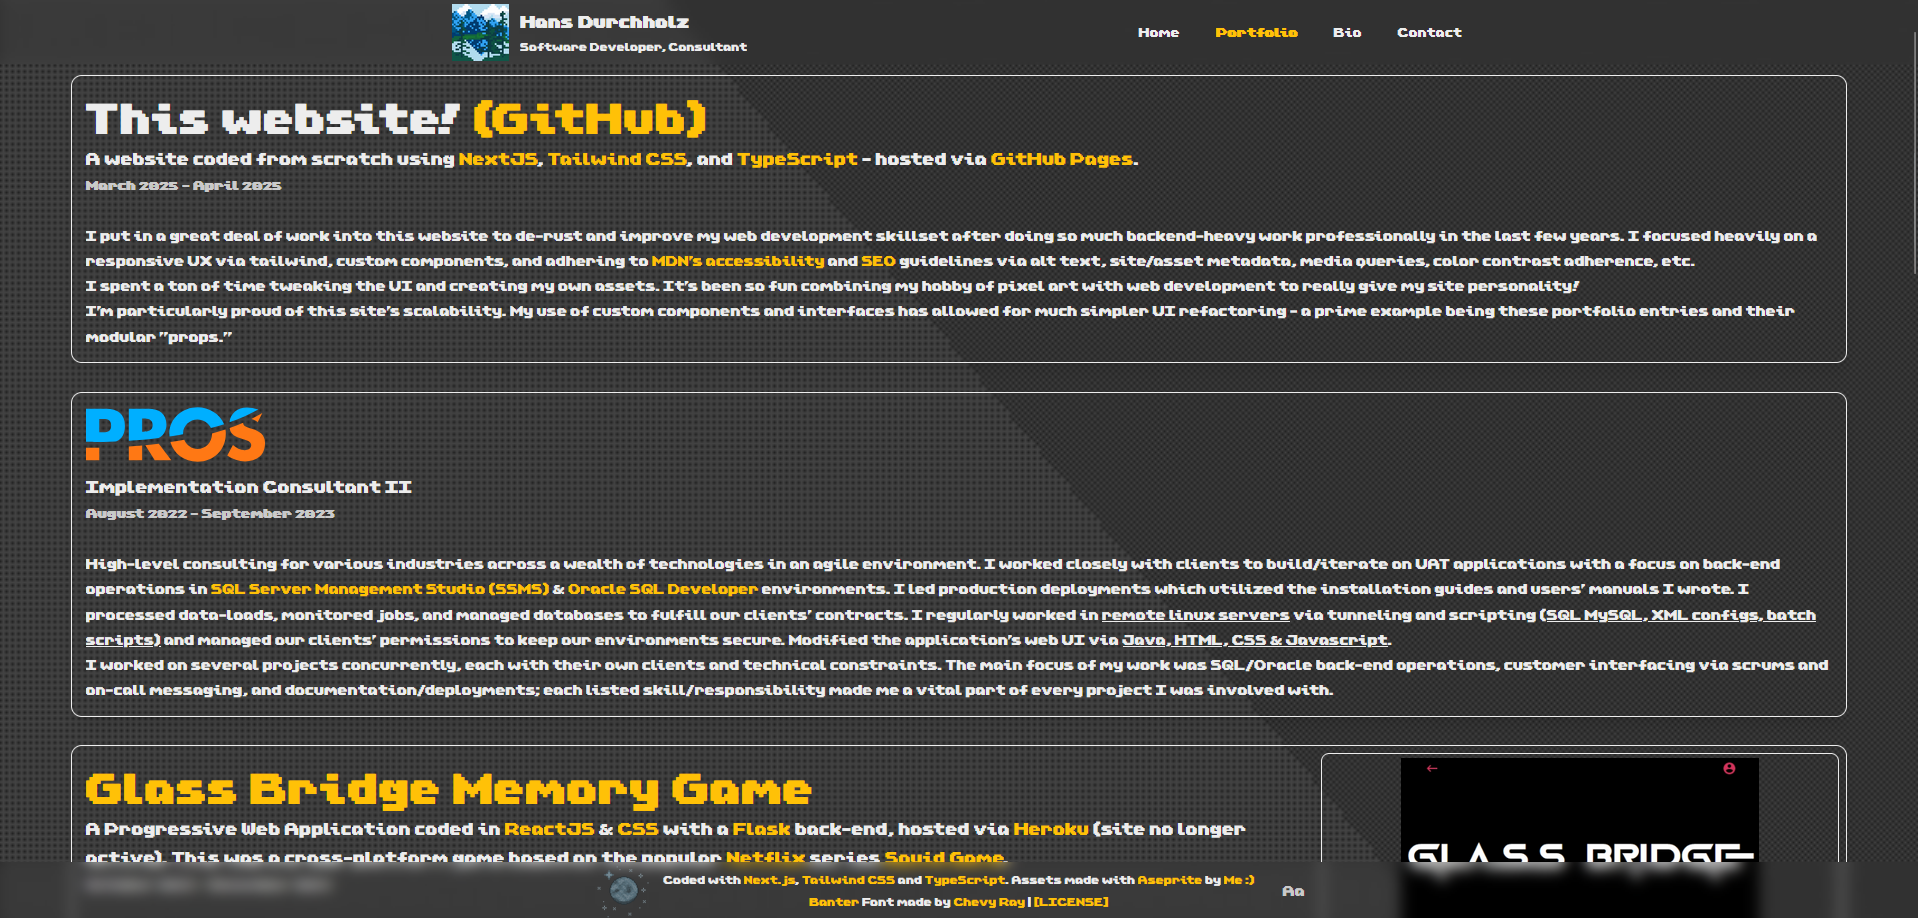 Hans Durchholz
Software Developer, Consultant
Home Portfolio Bio Contact
This website! (GitHub)
A website coded from scratch using NextJS, Tailwind CSS, and TypeScript - hosted via GitHub Pages.
March 2025 - April 2025
I put in a great deal of work into this website to de-rust and improve my web development skillset after doing so much backend-heavy work professionally in the last few years. I focused heavily on a
responsive UX via tailwind, custom components, and adhering to MDN's accessibility and SEO guidelines via alt text, site/asset metadata, media queries, color contrast adherence, etc.
I spent a ton of time tweaking the UI and creating my own assets. It's been so fun combining my hobby of pixel art with web development to really give my site personality!
I'm particularly proud of this site's scalability. My use of custom components and interfaces has allowed for much simpler UI refactoring - a prime example being these portfolio entries and their
modular "props."
PROS
Implementation Consultant II
August 2022 - September 2023
High-level consulting for various industries across a wealth of technologies in an agile environment. I worked closely with clients to build/iterate on UAT applications with a focus on back-end
operations in SQL Server Management Studio (SSMS) & Oracle SQL Developer environments. I led production deployments which utilized the installation guides and users' manuals I wrote. I
processed data-loads, monitored jobs, and managed databases to fulfill our clients' contracts. I regularly worked in remote linux servers via tunneling and scripting (SQL MySQL, XML configs, batch
scripts) and managed our clients' permissions to keep our environments secure. Modified the application's web UI via Java, HTML, CSS & Javascript.
I worked on several projects concurrently, each with their own clients and technical constraints. The main focus of my work was SQL/Oracle back-end operations, customer interfacing via scrums and
on-call messaging, and documentation/deployments; each listed skill/responsibility made me a vital part of every project I was involved with.
Glass Bridge Memory Game
A Progressive Web Application coded in ReactJS & CSS with a Flask back-end, hosted via Heroku (site no longer
active). This was a cross-platform game based on the popular Netflix series Squid Game.
GLASS BRIDGE
Coded with Next.js, Tailwind CSS and TypeScript. Assets made with Aseprite by Me :)
Banter Font made by Chevy Ray | [LICENSE]
Aa